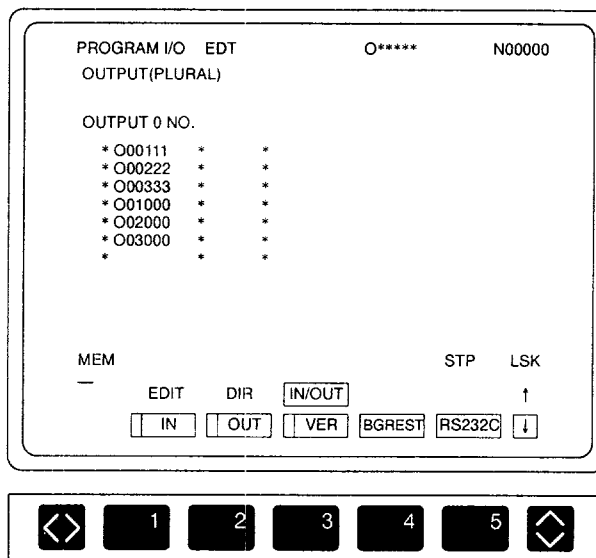 PROGRAM I/O EDT O***** N00000
OUTPUT(PLURAL)
OUTPUT 0 NO.
* O00111 * *
* O00222 * *
* O00333 * *
* O01000 * *
* O02000 * *
* O03000 * *
* * *
MEM STP LSK
EDIT DIR IN/OUT ↑
IN OUT VER BGREST RS232C ↓
1 2 3 4 5